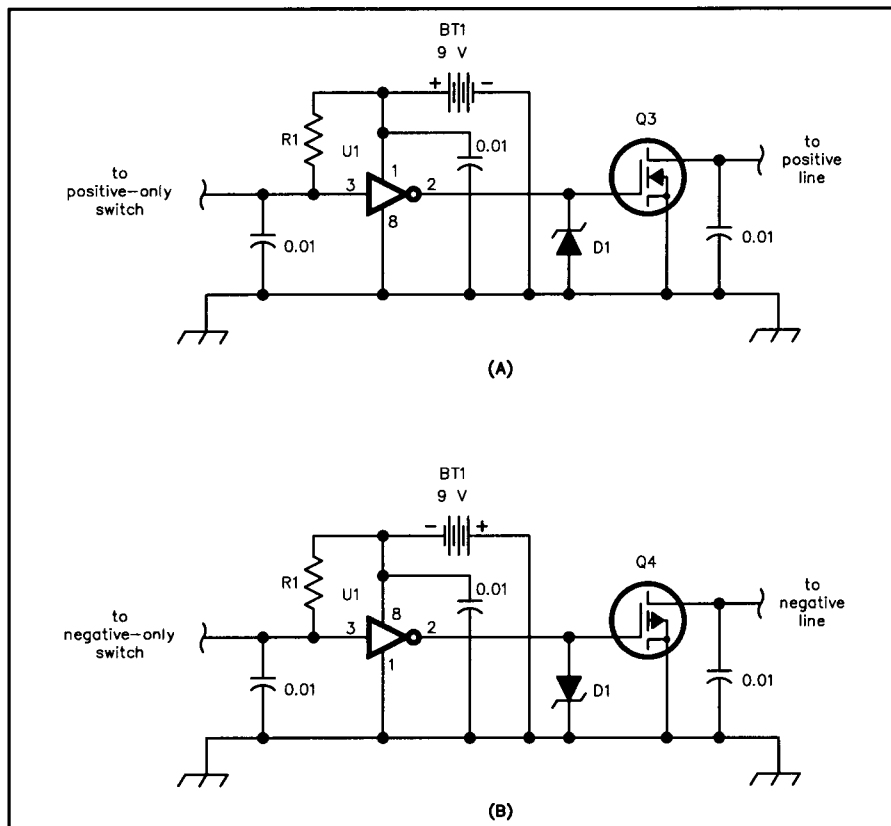 BT1
9 V
+ −
Q3
R1
U1
0.01
1
to
positive-only
switch
3
2
to
positive
line
8
0.01
D1
0.01
(A)
BT1
9 V
− +
Q4
R1
U1
0.01
8
to
negative-only
switch
3
2
to
negative
line
1
0.01
D1
0.01
(B)